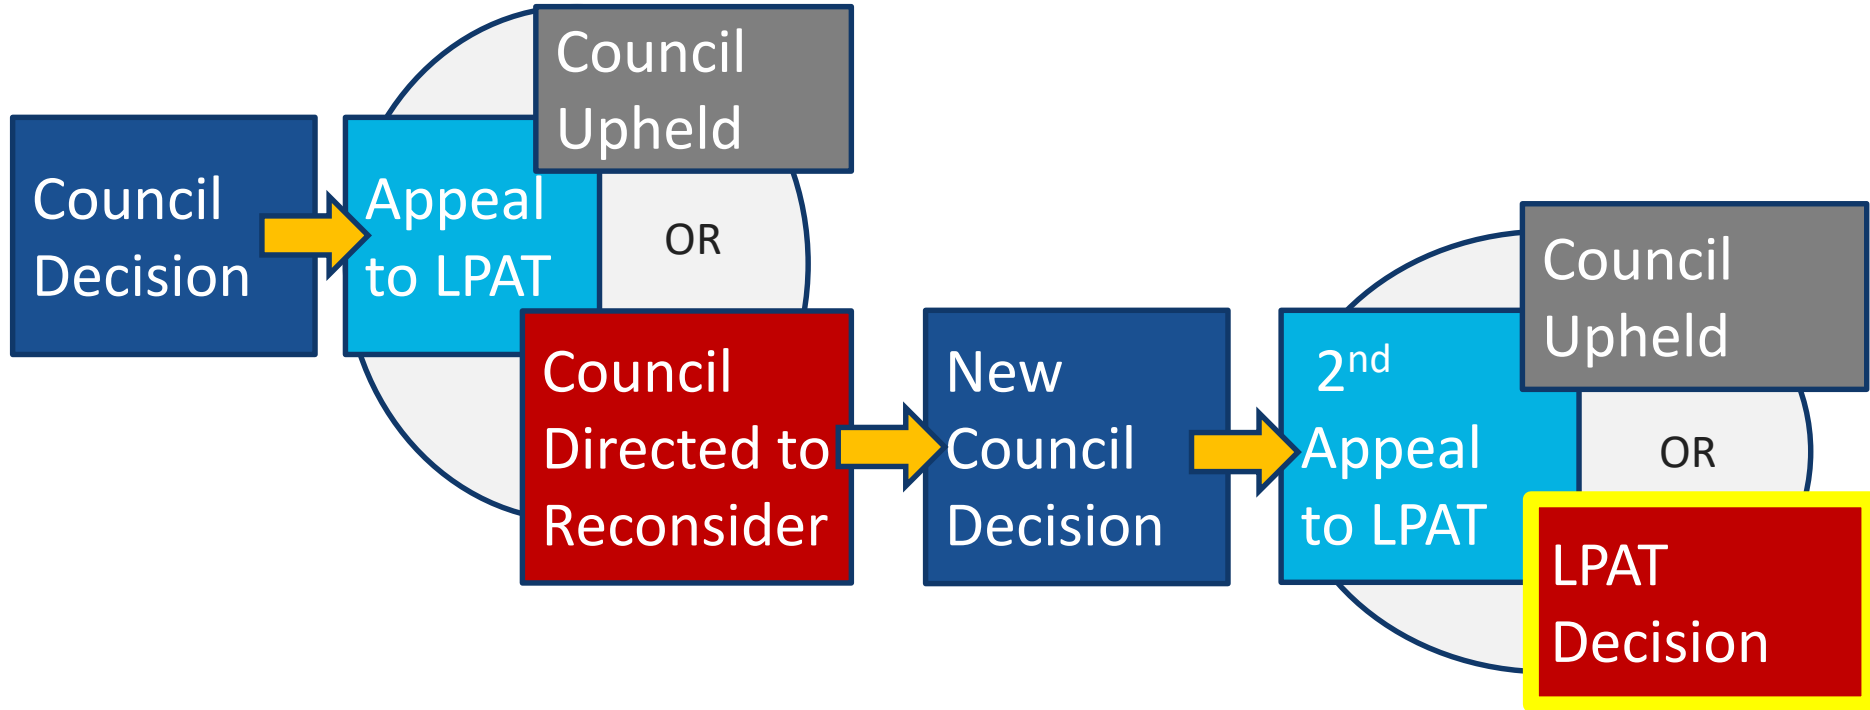 Council
Decision
Appeal
to LPAT
Council
Upheld
OR
Council
Directed to
Reconsider
New
Council
Decision
2nd
Appeal
to LPAT
Council
Upheld
OR
LPAT
Decision